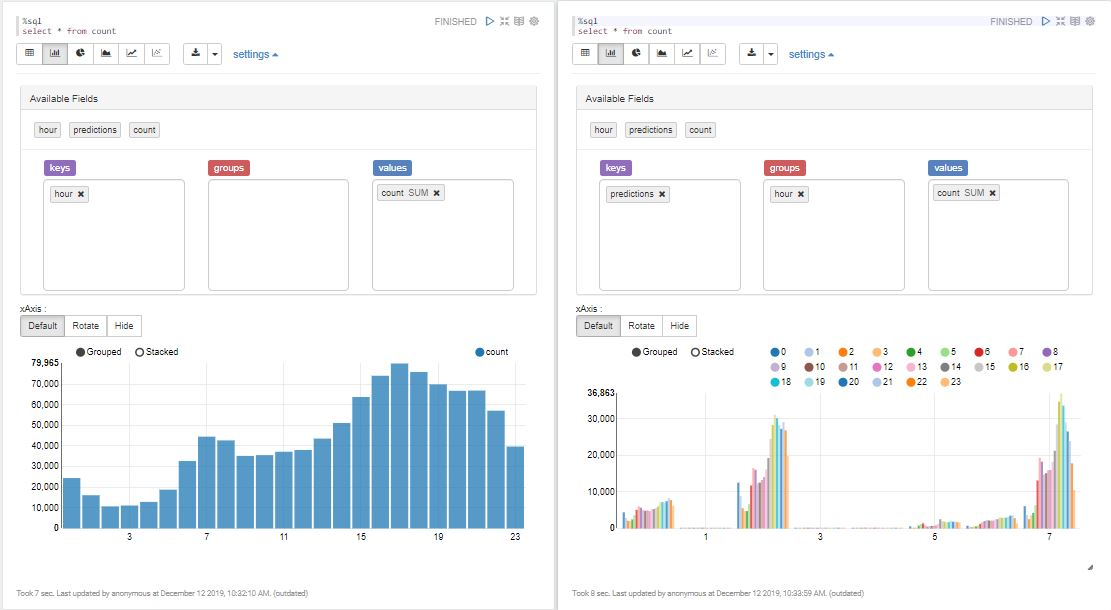 %sql
select * from count
FINISHED
settings
Available Fields
hour predictions count
keys groups values
hour ✖ count SUM ✖
xAxis :
Default Rotate Hide
Grouped Stacked count
79,965
70,000
60,000
50,000
40,000
30,000
20,000
10,000
0
3 7 11 15 19 23
Took 7 sec. Last updated by anonymous at December 12 2019, 10:32:10 AM. (outdated)
%sql
select * from count
FINISHED
settings
Available Fields
hour predictions count
keys groups values
predictions ✖ hour ✖ count SUM ✖
xAxis :
Default Rotate Hide
Grouped Stacked 0 1 2 3 4 5 6 7 8
9 10 11 12 13 14 15 16 17
18 19 20 21 22 23
36,863
30,000
20,000
10,000
0
1 3 5 7
Took 8 sec. Last updated by anonymous at December 12 2019, 10:33:59 AM. (outdated)